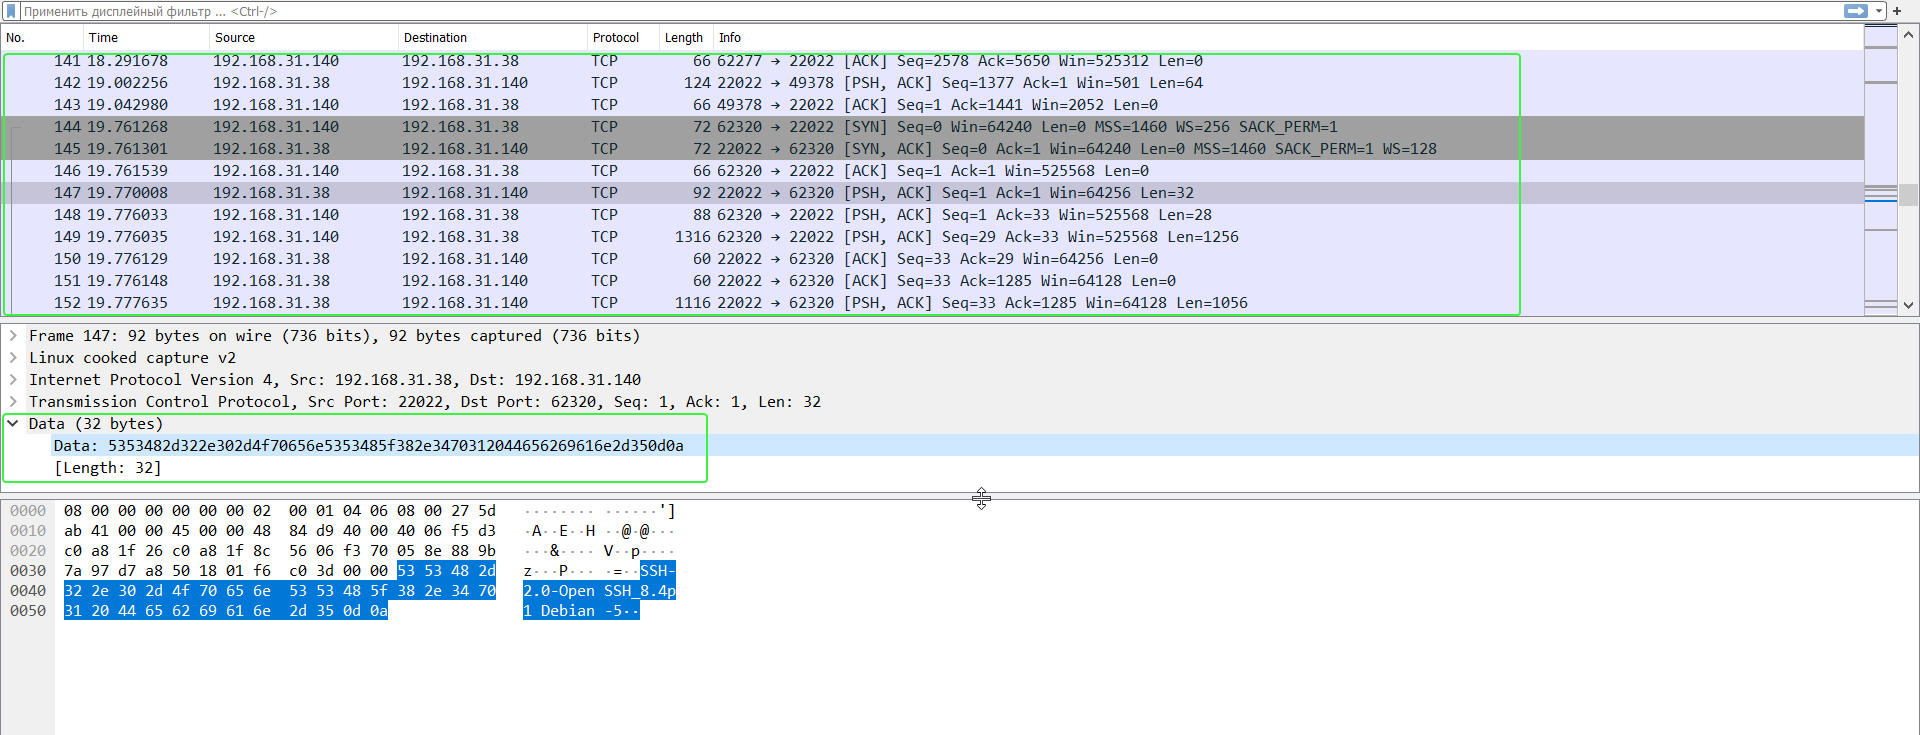 Применить дисплейный фильтр ... <Ctrl-/>
No. Time Source Destination Protocol Length Info
141 18.291678 192.168.31.140 192.168.31.38 TCP 66 62277 → 22022 [ACK] Seq=2578 Ack=5650 Win=525312 Len=0
142 19.002256 192.168.31.38 192.168.31.140 TCP 124 22022 → 49378 [PSH, ACK] Seq=1377 Ack=1 Win=501 Len=64
143 19.042980 192.168.31.140 192.168.31.38 TCP 66 49378 → 22022 [ACK] Seq=1 Ack=1441 Win=2052 Len=0
144 19.761268 192.168.31.140 192.168.31.38 TCP 72 62320 → 22022 [SYN] Seq=0 Win=64240 Len=0 MSS=1460 WS=256 SACK_PERM=1
145 19.761301 192.168.31.38 192.168.31.140 TCP 72 22022 → 62320 [SYN, ACK] Seq=0 Ack=1 Win=64240 Len=0 MSS=1460 SACK_PERM=1 WS=128
146 19.761539 192.168.31.140 192.168.31.38 TCP 66 62320 → 22022 [ACK] Seq=1 Ack=1 Win=525568 Len=0
147 19.770008 192.168.31.38 192.168.31.140 TCP 92 22022 → 62320 [PSH, ACK] Seq=1 Ack=1 Win=64256 Len=32
148 19.776033 192.168.31.140 192.168.31.38 TCP 88 62320 → 22022 [PSH, ACK] Seq=1 Ack=33 Win=525568 Len=28
149 19.776035 192.168.31.140 192.168.31.38 TCP 1316 62320 → 22022 [PSH, ACK] Seq=29 Ack=33 Win=525568 Len=1256
150 19.776129 192.168.31.38 192.168.31.140 TCP 60 22022 → 62320 [ACK] Seq=33 Ack=29 Win=64256 Len=0
151 19.776148 192.168.31.38 192.168.31.140 TCP 60 22022 → 62320 [ACK] Seq=33 Ack=1285 Win=64128 Len=0
152 19.777635 192.168.31.38 192.168.31.140 TCP 1116 22022 → 62320 [PSH, ACK] Seq=33 Ack=1285 Win=64128 Len=1056
Frame 147: 92 bytes on wire (736 bits), 92 bytes captured (736 bits)
Linux cooked capture v2
Internet Protocol Version 4, Src: 192.168.31.38, Dst: 192.168.31.140
Transmission Control Protocol, Src Port: 22022, Dst Port: 62320, Seq: 1, Ack: 1, Len: 32
Data (32 bytes)
Data: 5353482d322e302d4f70656e5353485f382e3470312044656269616e2d350d0a
[Length: 32]
0000 08 00 00 00 00 00 00 02 00 01 04 06 08 00 27 5d ········ ······']
0010 ab 41 00 00 45 00 00 48 84 d9 40 00 40 06 f5 d3 ·A··E··H ··@·@···
0020 c0 a8 1f 26 c0 a8 1f 8c 56 06 f3 70 05 8e 88 9b ···&···· V··p····
0030 7a 97 d7 a8 50 18 01 f6 c0 3d 00 00 53 53 48 2d z···P··· ·=··SSH-
0040 32 2e 30 2d 4f 70 65 6e 53 53 48 5f 38 2e 34 70 2.0-Open SSH_8.4p
0050 31 20 44 65 62 69 61 6e 2d 35 0d 0a 1 Debian -5··